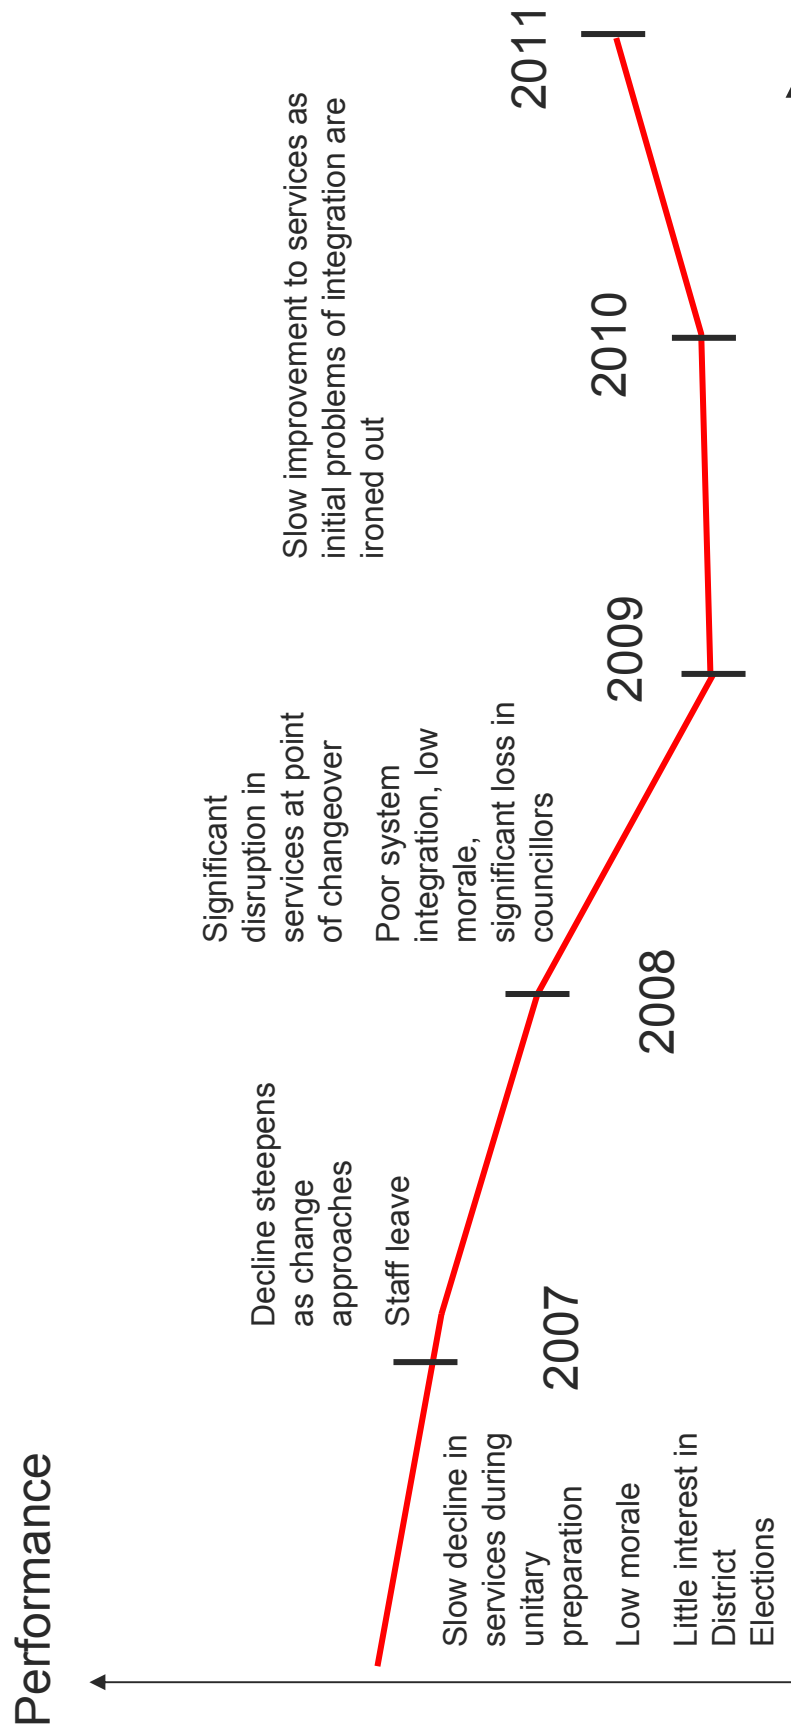 Performance
Slow decline in
services during
unitary
preparation
Low morale
Little interest in
District
Elections
2007
Decline steepens
as change
approaches
Staff leave
2008
Significant
disruption in
services at point
of changeover
Poor system
integration, low
morale,
significant loss in
councillors
2009
Slow improvement to services as
initial problems of integration are
ironed out
2010
2011